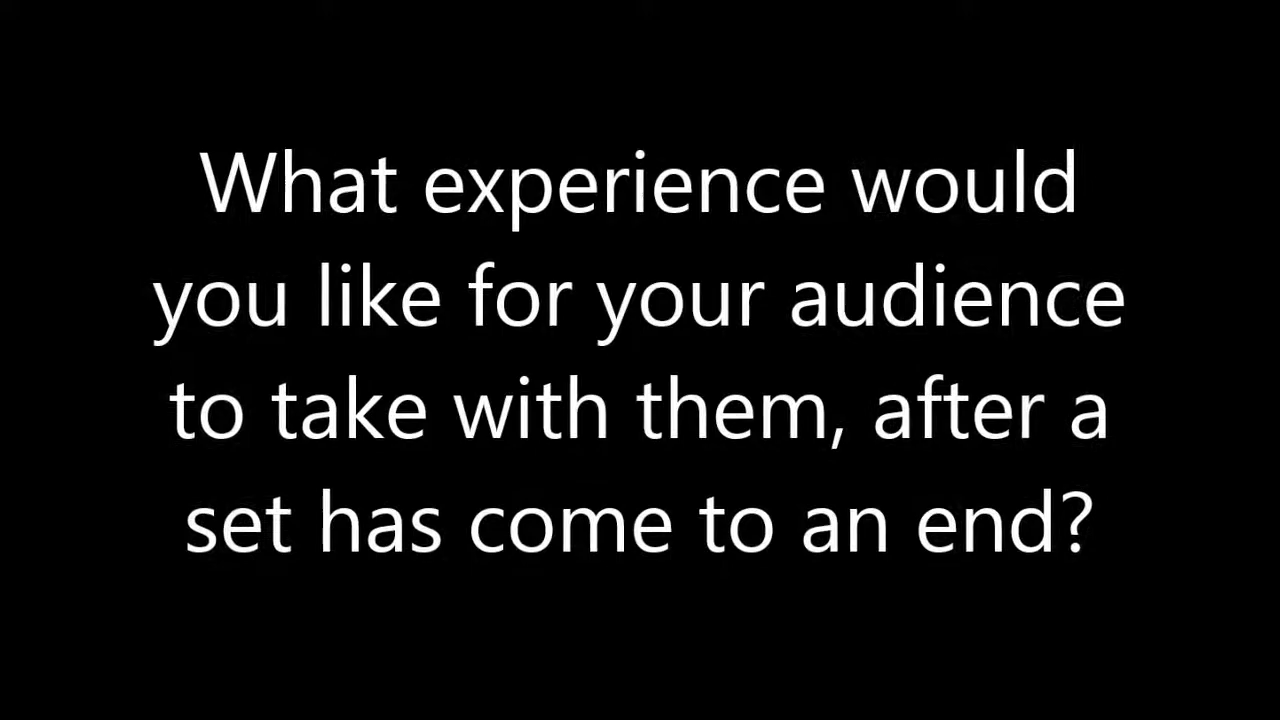 What experience would
you like for your audience
to take with them, after a
set has come to an end?